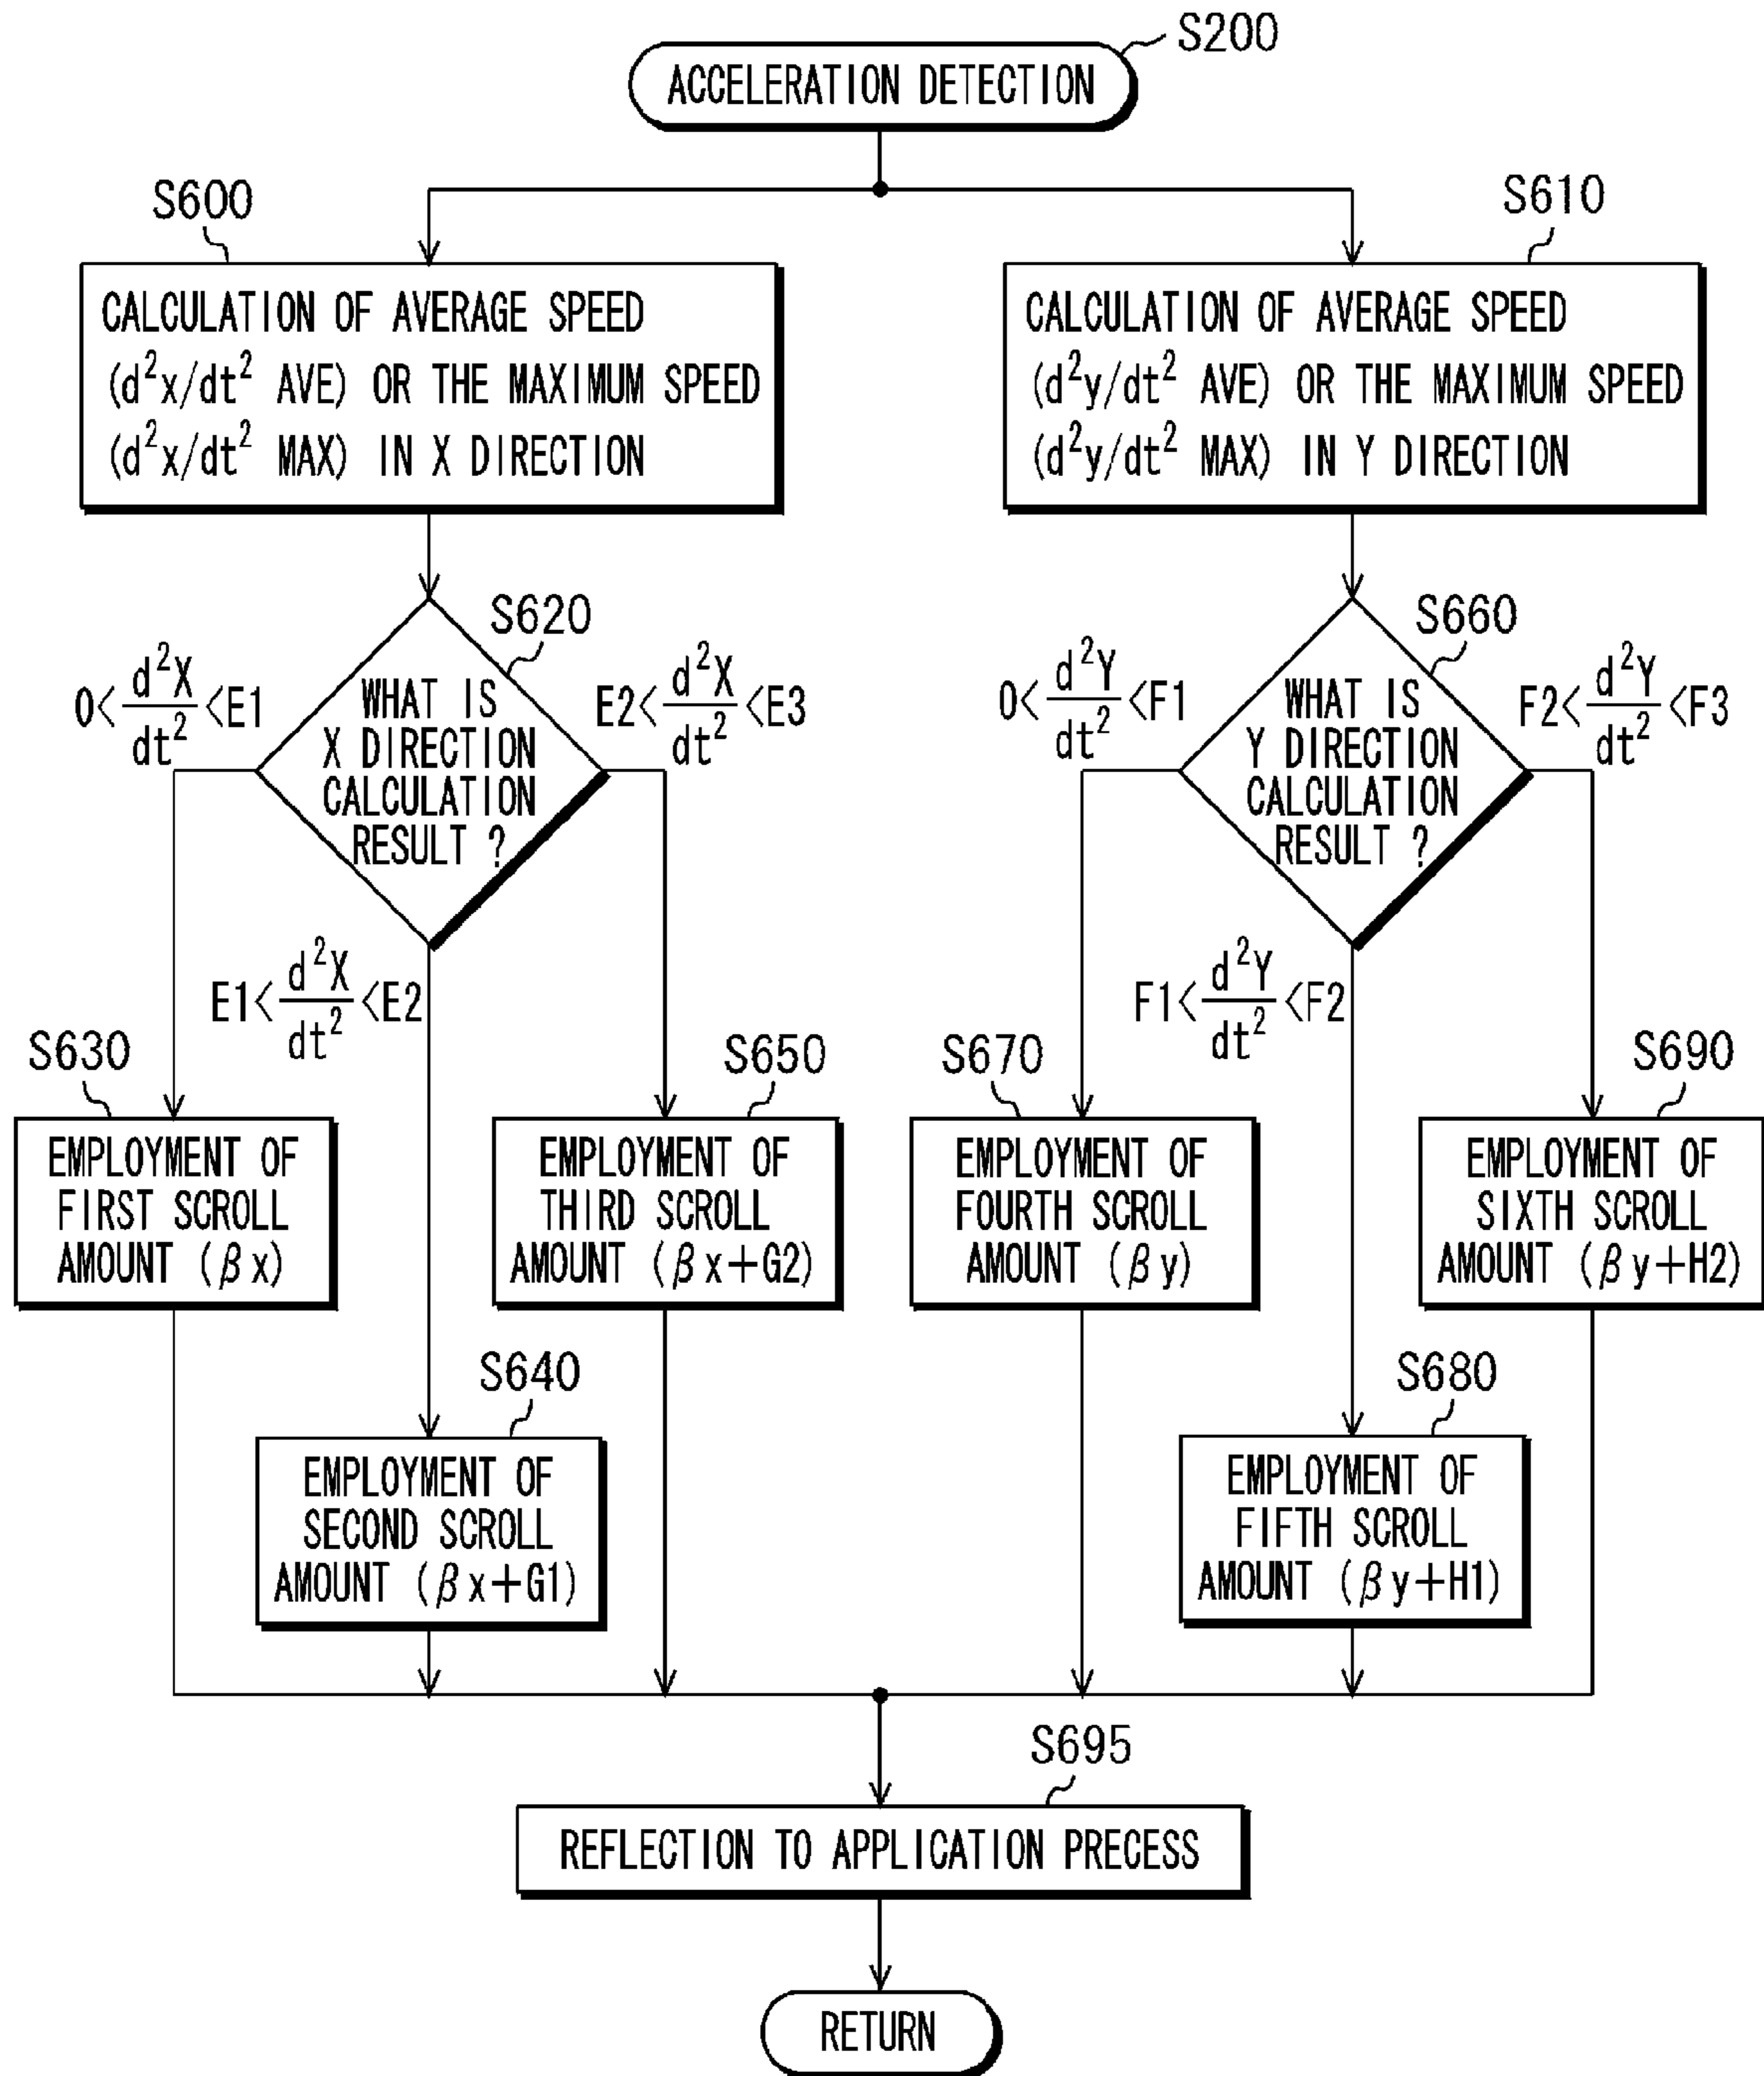 S200
ACCELERATION DETECTION
S600
CALCULATION OF AVERAGE SPEED
(d²x/dt² AVE) OR THE MAXIMUM SPEED
(d²x/dt² MAX) IN X DIRECTION
S610
CALCULATION OF AVERAGE SPEED
(d²y/dt² AVE) OR THE MAXIMUM SPEED
(d²y/dt² MAX) IN Y DIRECTION
S620
WHAT IS
X DIRECTION
CALCULATION
RESULT ?
0<d²X/dt²<E1
E2<d²X/dt²<E3
E1<d²X/dt²<E2
S660
WHAT IS
Y DIRECTION
CALCULATION
RESULT ?
0<d²Y/dt²<F1
F2<d²Y/dt²<F3
F1<d²Y/dt²<F2
S630
EMPLOYMENT OF
FIRST SCROLL
AMOUNT (βx)
S650
EMPLOYMENT OF
THIRD SCROLL
AMOUNT (βx+G2)
S670
EMPLOYMENT OF
FOURTH SCROLL
AMOUNT (βy)
S690
EMPLOYMENT OF
SIXTH SCROLL
AMOUNT (βy+H2)
S640
EMPLOYMENT OF
SECOND SCROLL
AMOUNT (βx+G1)
S680
EMPLOYMENT OF
FIFTH SCROLL
AMOUNT (βy+H1)
S695
REFLECTION TO APPLICATION PRECESS
RETURN